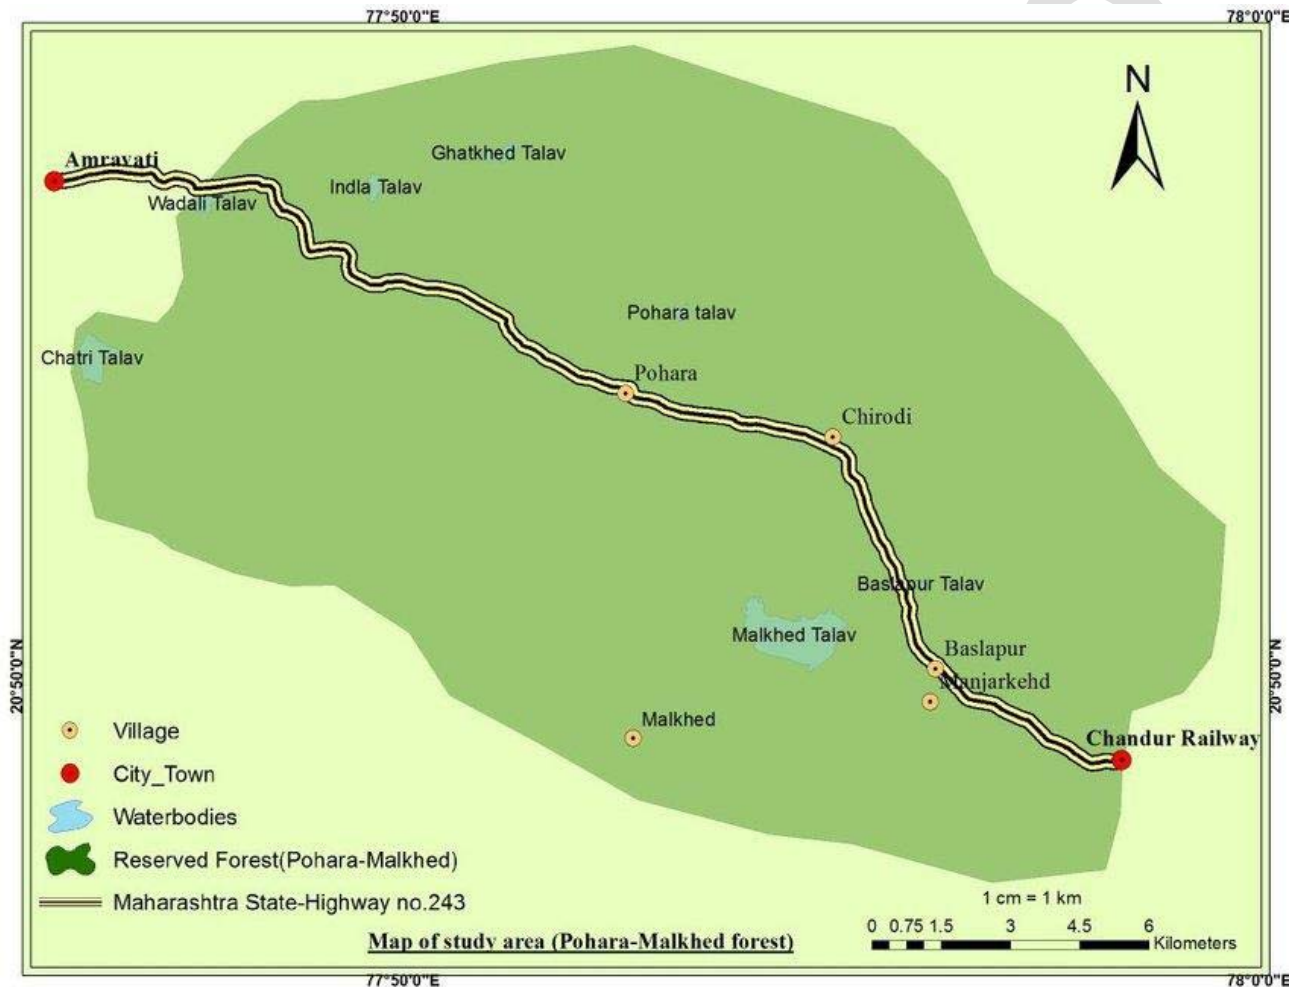 77°50'0"E
78°0'0"E
N
Amravati
Ghatkhed Talav
Indla Talav
Wadali Talav
Pohara talav
Chatri Talav
Pohara
Chirodi
Baslapur Talav
Malkhed Talav
Baslapur
20°50'0"N
20°50'0"N
Manjarkehd
Malkhed
Chandur Railway
Village
City_Town
Waterbodies
Reserved Forest(Pohara-Malkhed)
Maharashtra State-Highway no.243
1 cm = 1 km
0 0.75 1.5 3 4.5 6
Kilometers
Map of study area (Pohara-Malkhed forest)
77°50'0"E
78°0'0"E